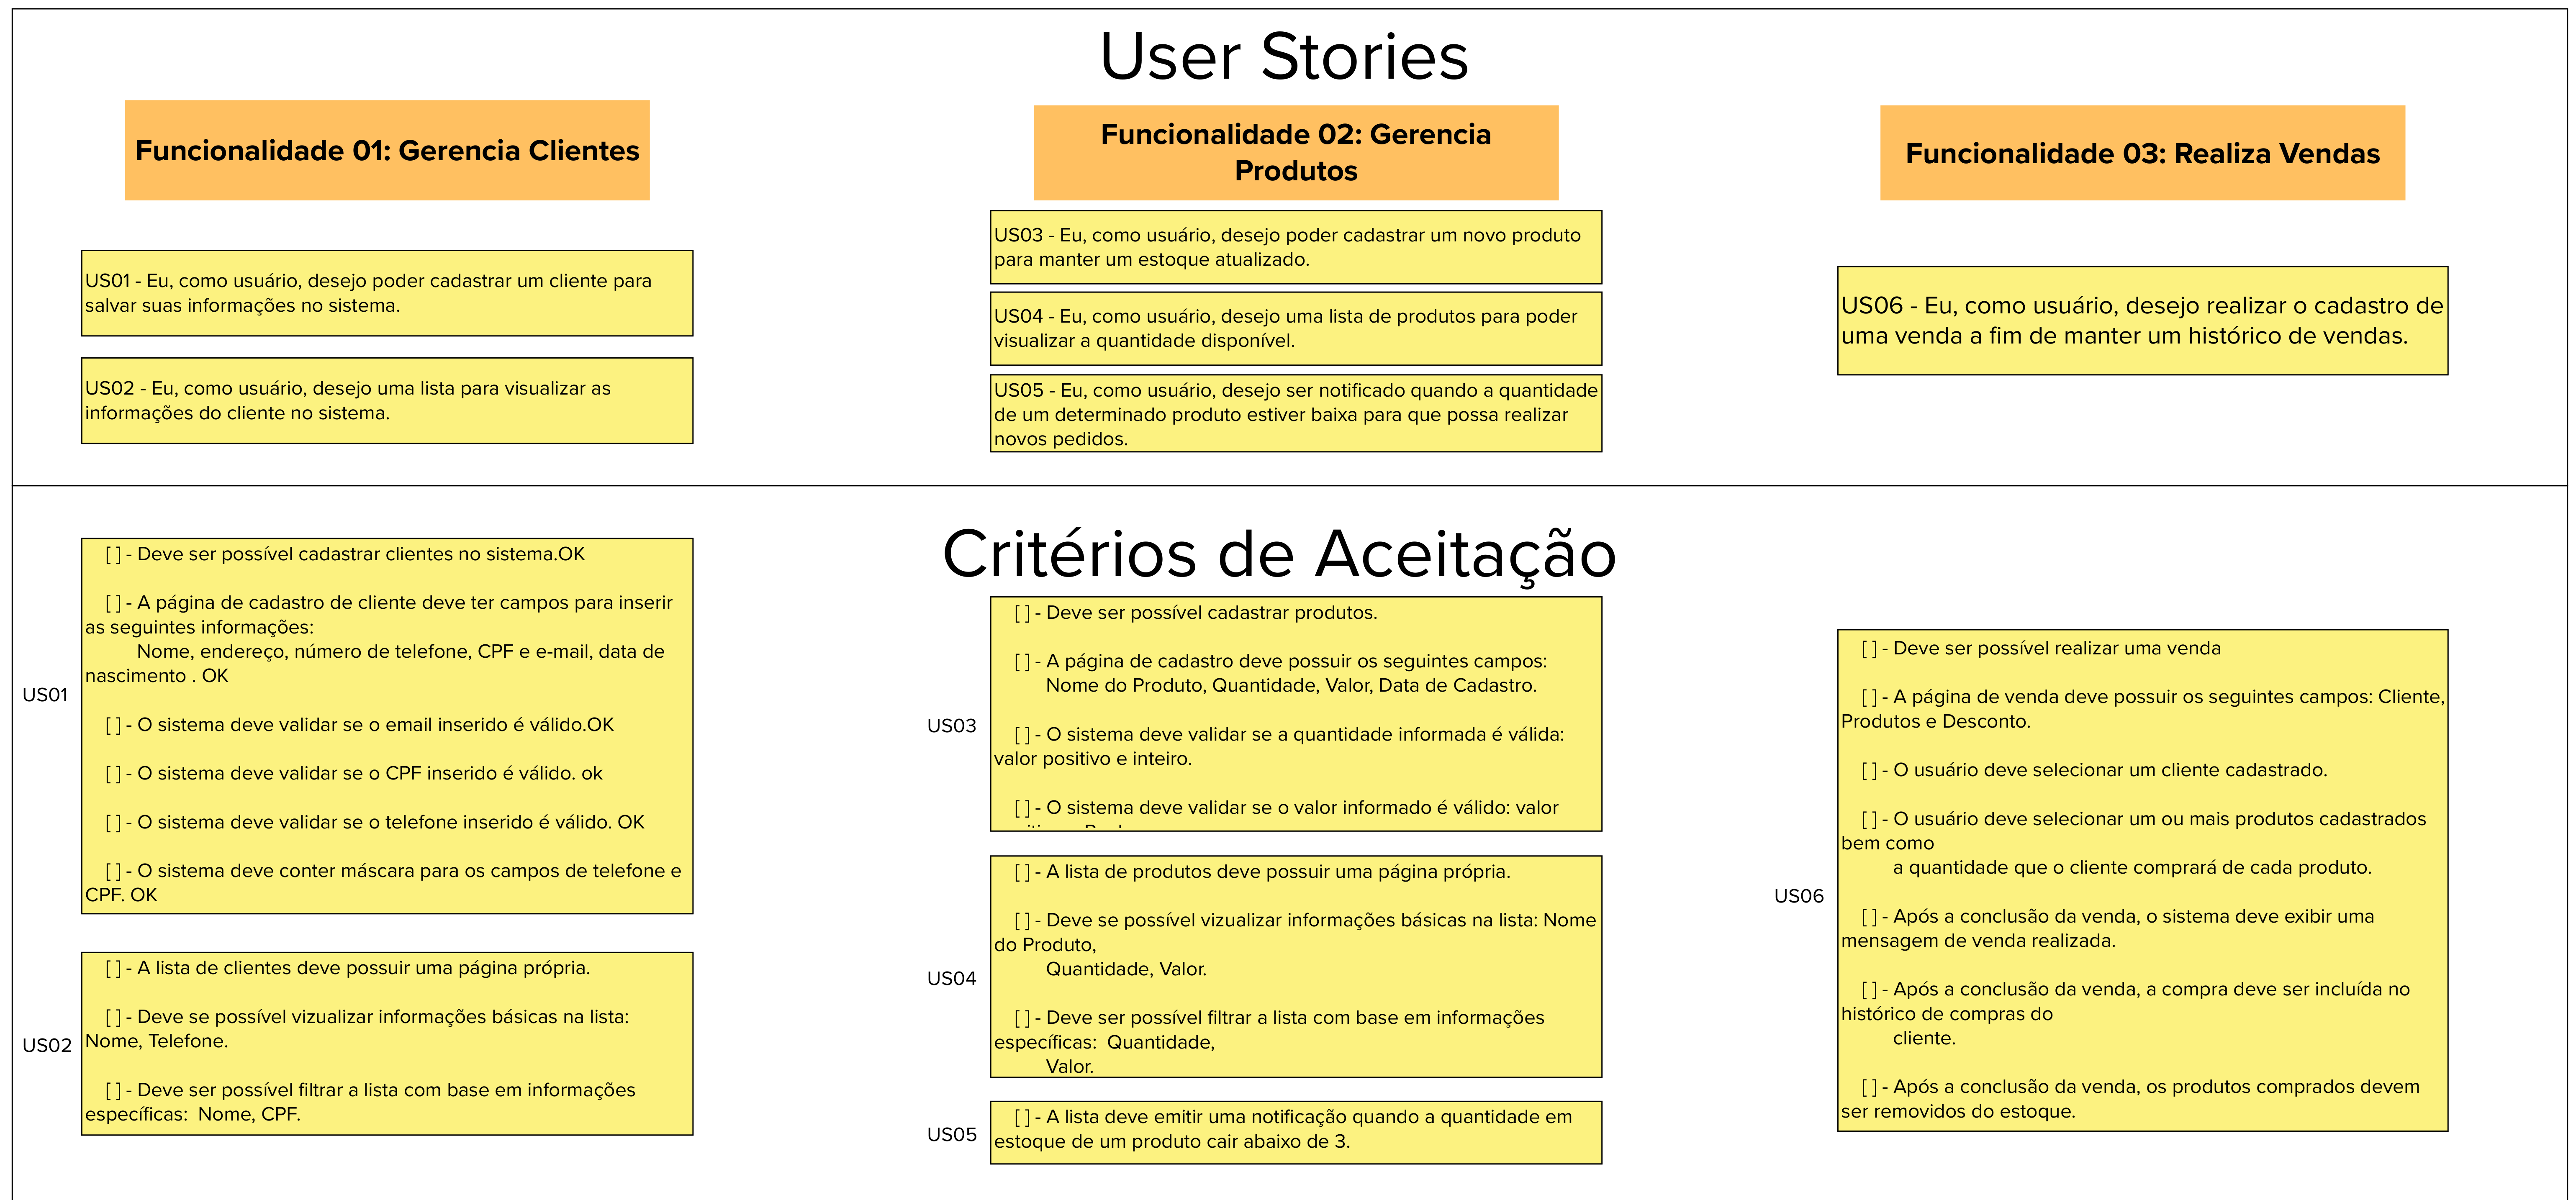 User Stories
Funcionalidade 01: Gerencia Clientes
US01 - Eu, como usuário, desejo poder cadastrar um cliente para
salvar suas informações no sistema.
US02 - Eu, como usuário, desejo uma lista para visualizar as
informações do cliente no sistema.
Funcionalidade 02: Gerencia
Produtos
US03 - Eu, como usuário, desejo poder cadastrar um novo produto
para manter um estoque atualizado.
US04 - Eu, como usuário, desejo uma lista de produtos para poder
visualizar a quantidade disponível.
US05 - Eu, como usuário, desejo ser notificado quando a quantidade
de um determinado produto estiver baixa para que possa realizar
novos pedidos.
Funcionalidade 03: Realiza Vendas
US06 - Eu, como usuário, desejo realizar o cadastro de
uma venda a fim de manter um histórico de vendas.
Critérios de Aceitação
US01
[ ] - Deve ser possível cadastrar clientes no sistema.OK
[ ] - A página de cadastro de cliente deve ter campos para inserir
as seguintes informações:
Nome, endereço, número de telefone, CPF e e-mail, data de
nascimento . OK
[ ] - O sistema deve validar se o email inserido é válido.OK
[ ] - O sistema deve validar se o CPF inserido é válido. ok
[ ] - O sistema deve validar se o telefone inserido é válido. OK
[ ] - O sistema deve conter máscara para os campos de telefone e
CPF. OK
US02
[ ] - A lista de clientes deve possuir uma página própria.
[ ] - Deve se possível vizualizar informações básicas na lista:
Nome, Telefone.
[ ] - Deve ser possível filtrar a lista com base em informações
específicas:  Nome, CPF.
US03
[ ] - Deve ser possível cadastrar produtos.
[ ] - A página de cadastro deve possuir os seguintes campos:
Nome do Produto, Quantidade, Valor, Data de Cadastro.
[ ] - O sistema deve validar se a quantidade informada é válida:
valor positivo e inteiro.
[ ] - O sistema deve validar se o valor informado é válido: valor
US04
[ ] - A lista de produtos deve possuir uma página própria.
[ ] - Deve se possível vizualizar informações básicas na lista: Nome
do Produto,
Quantidade, Valor.
[ ] - Deve ser possível filtrar a lista com base em informações
específicas:  Quantidade,
Valor.
US05
[ ] - A lista deve emitir uma notificação quando a quantidade em
estoque de um produto cair abaixo de 3.
US06
[ ] - Deve ser possível realizar uma venda
[ ] - A página de venda deve possuir os seguintes campos: Cliente,
Produtos e Desconto.
[ ] - O usuário deve selecionar um cliente cadastrado.
[ ] - O usuário deve selecionar um ou mais produtos cadastrados
bem como
a quantidade que o cliente comprará de cada produto.
[ ] - Após a conclusão da venda, o sistema deve exibir uma
mensagem de venda realizada.
[ ] - Após a conclusão da venda, a compra deve ser incluída no
histórico de compras do
cliente.
[ ] - Após a conclusão da venda, os produtos comprados devem
ser removidos do estoque.